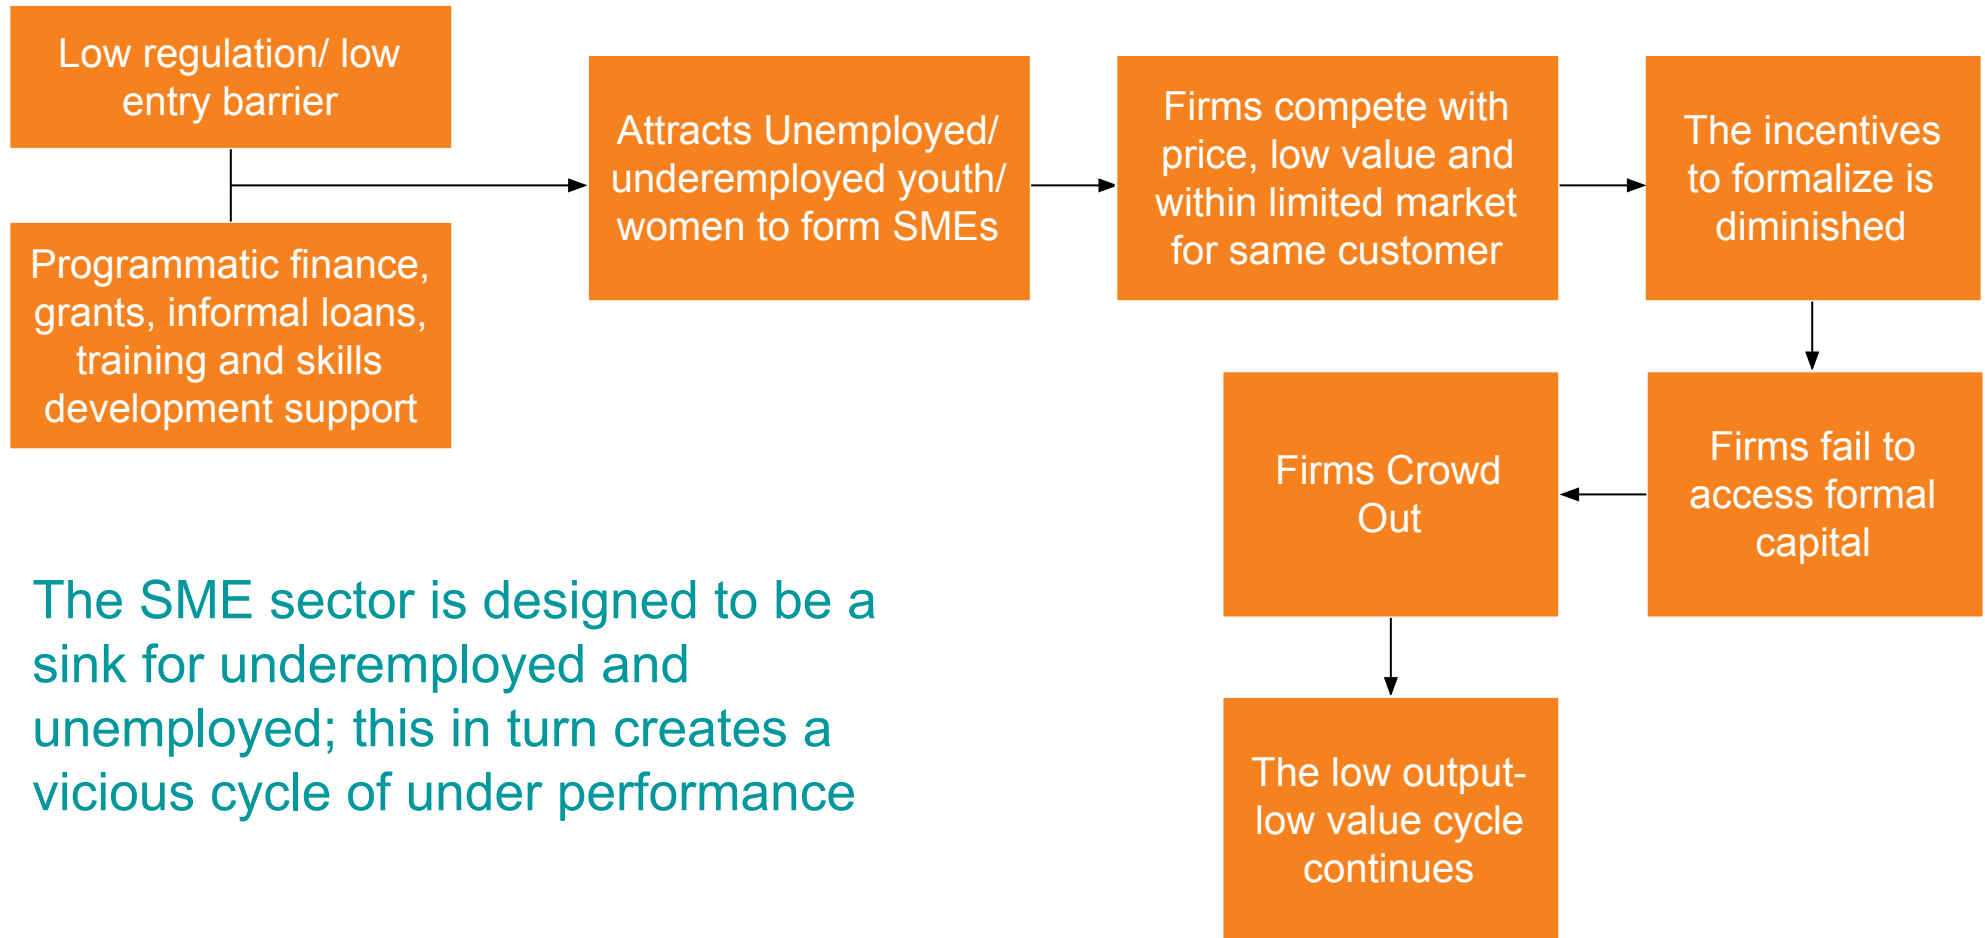 Low regulation/ low
entry barrier
Programmatic finance,
grants, informal loans,
training and skills
development support
Attracts Unemployed/
underemployed youth/
women to form SMEs
Firms compete with
price, low value and
within limited market
for same customer
The incentives
to formalize is
diminished
Firms fail to
access formal
capital
Firms Crowd
Out
The low output-
low value cycle
continues
The SME sector is designed to be a
sink for underemployed and
unemployed; this in turn creates a
vicious cycle of under performance